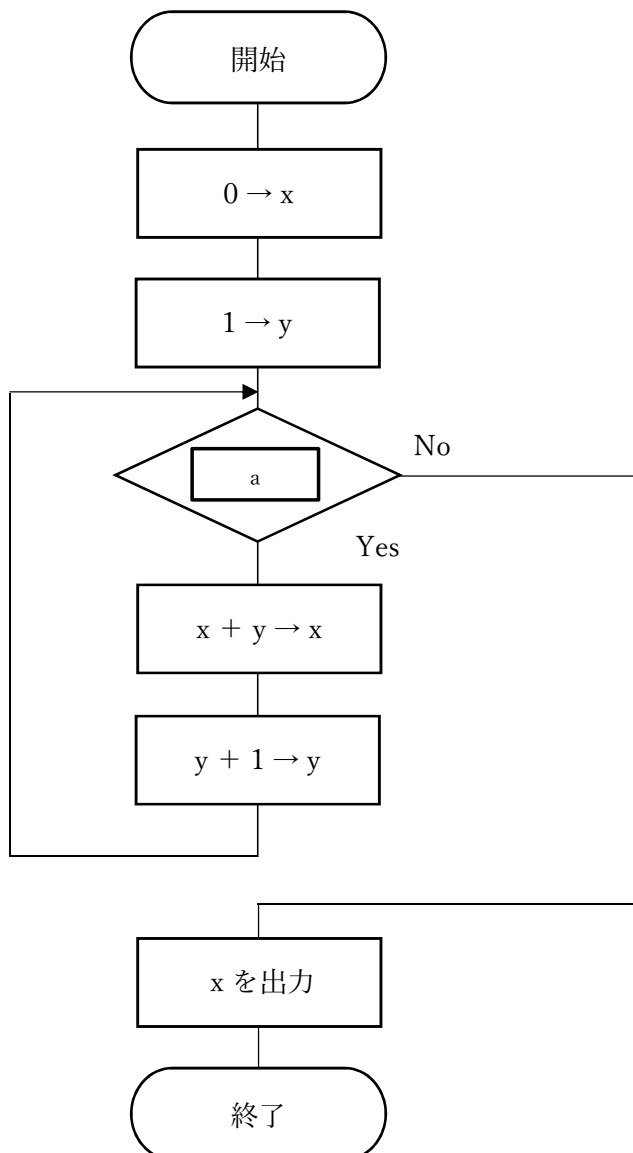 開始
0 → x
1 → y
a
No
Yes
x + y → x
y + 1 → y
x を出力
終了